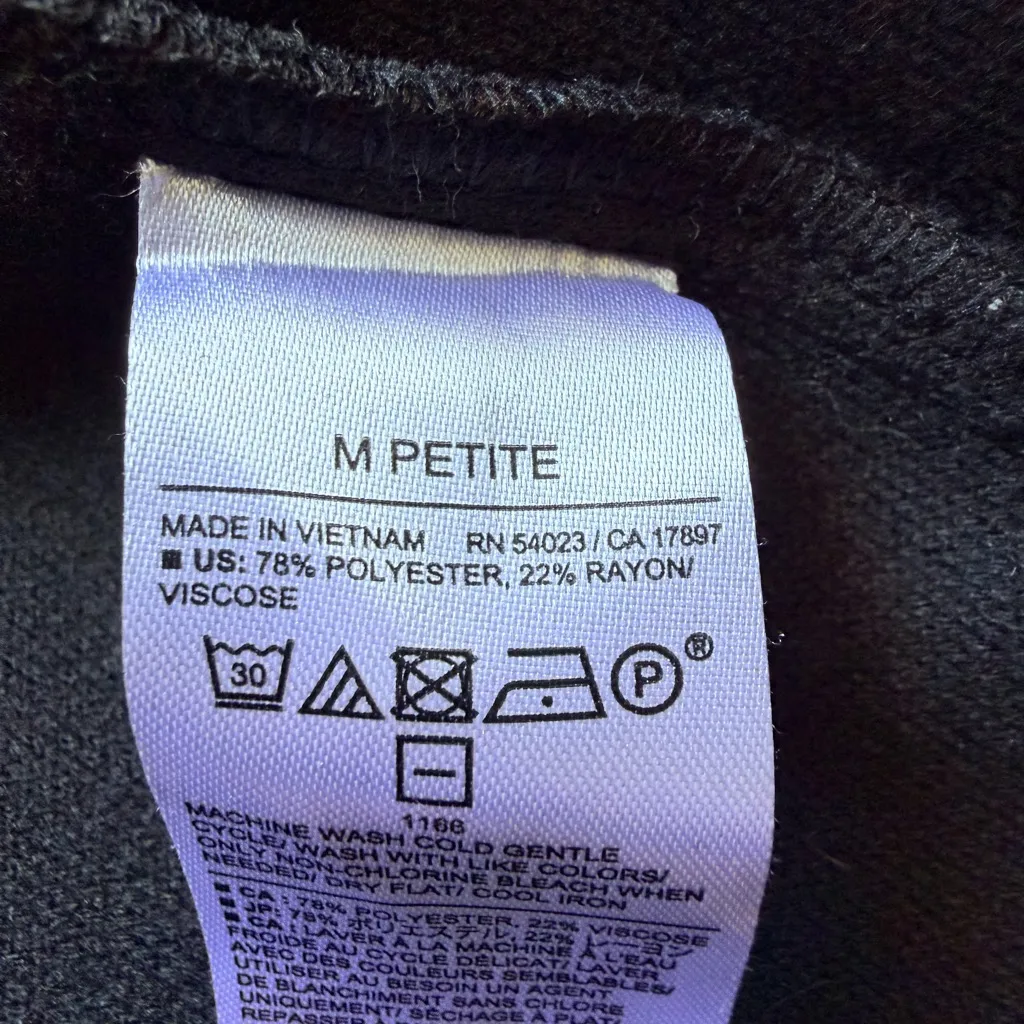 M PETITE
MADE IN VIETNAM RN 54023 / CA 17897
■ US: 78% POLYESTER, 22% RAYON/
VISCOSE
30
P ®
1166
MACHINE WASH COLD GENTLE
CYCLE/ WASH WITH LIKE COLORS/
ONLY NON-CHLORINE BLEACH WHEN
NEEDED/ DRY FLAT/ COOL IRON
■ CA : 78% POLYESTER, 22% VISCOSE
■ JP: 78% ポリエステル, 22% レーヨン
■ CA : LAVER À LA MACHINE À L'EAU
FROIDE AU CYCLE DÉLICAT/ LAVER
AVEC DES COULEURS SEMBLABLES/
UTILISER AU BESOIN UN AGENT
DE BLANCHIMENT SANS CHLORE
UNIQUEMENT/ SÉCHAGE À PLAT/
REPASSER À